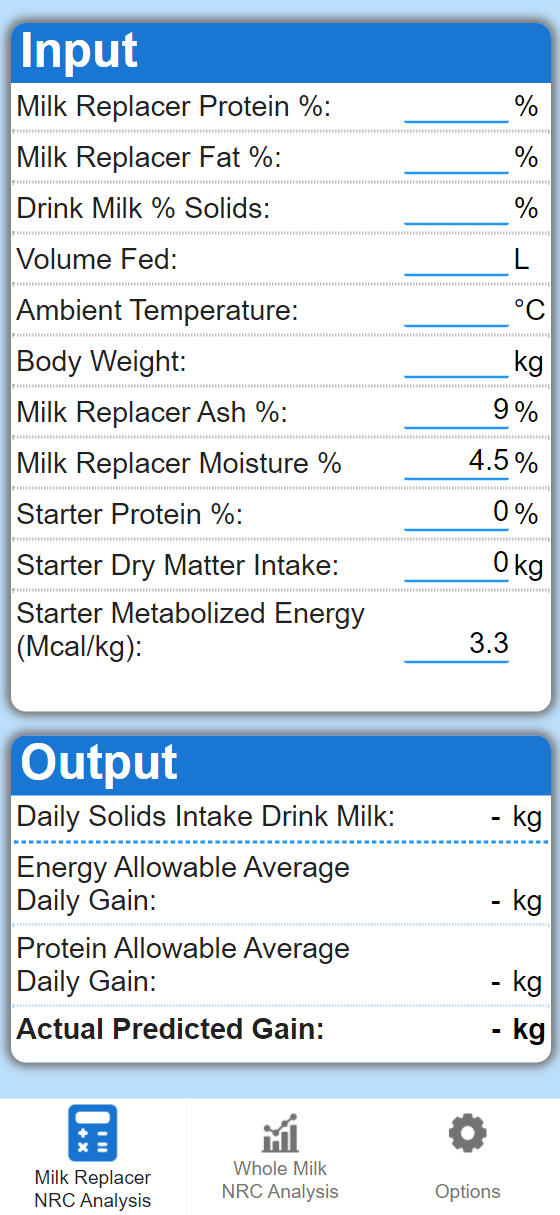 Input
Milk Replacer Protein %: %
Milk Replacer Fat %: %
Drink Milk % Solids: %
Volume Fed: L
Ambient Temperature: °C
Body Weight: kg
Milk Replacer Ash %: 9 %
Milk Replacer Moisture % 4.5 %
Starter Protein %: 0 %
Starter Dry Matter Intake: 0 kg
Starter Metabolized Energy
(Mcal/kg): 3.3
Output
Daily Solids Intake Drink Milk: - kg
Energy Allowable Average
Daily Gain: - kg
Protein Allowable Average
Daily Gain: - kg
Actual Predicted Gain: - kg
Milk Replacer
NRC Analysis
Whole Milk
NRC Analysis
Options